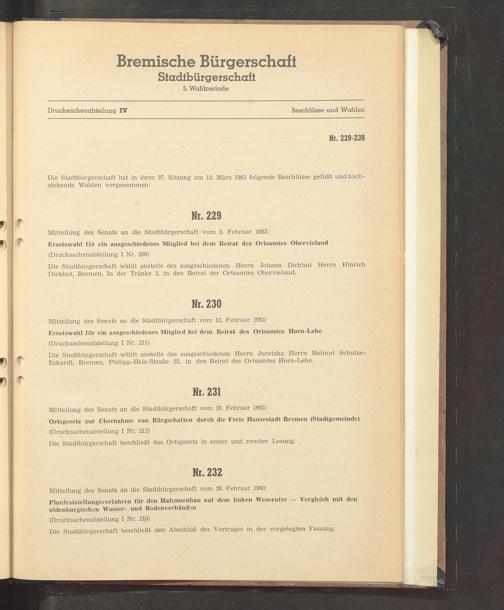 Bremische Bürgerschaft
Stadtbürgerschaft
5. Wahlperiode
Drucksachenabteilung IV
Beschlüsse und Wahlen
Nr. 229-238
Die Stadtbürgerschaft hat in ihrer 37. Sitzung am 13. März 1963 folgende Beschlüsse gefaßt und nach-
stehende Wahlen vorgenommen:
Nr. 229
Mitteilung des Senats an die Stadtbürgerschaft vom 5. Februar 1963:
Ersatzwahl für ein ausgeschiedenes Mitglied bei dem Beirat des Ortsamtes Obervieland
(Drucksachenabteilung I Nr. 208)
Die Stadtbürgerschaft wählt anstelle des ausgeschiedenen Herrn Johann Dickhut Herrn Hinrich
Dickhut, Bremen, In der Tränke 3, in den Beirat der Ortsamtes Obervieland.
Nr. 230
Mitteilung des Senats an die Stadtbürgerschaft vom 12. Februar 1963:
Ersatzwahl für ein ausgeschiedenes Mitglied bei dem Beirat des Ortsamtes Horn-Lehe
(Drucksachenabteilung I Nr. 211)
Die Stadtbürgerschaft wählt anstelle des ausgeschiedenen Herrn Juretzka Herrn Helmut Schulze-
Eckardt, Bremen, Philipp-Reis-Straße 23, in den Beirat des Ortsamtes Horn-Lehe.
Nr. 231
Mitteilung des Senats an die Stadtbürgerschaft vom 26. Februar 1963:
Ortsgesetz zur Übernahme von Bürgschaften durch die Freie Hansestadt Bremen (Stadtgemeinde)
(Drucksachenabteilung I Nr. 212)
Die Stadtbürgerschaft beschließt das Ortsgesetz in erster und zweiter Lesung.
Nr. 232
Mitteilung des Senats an die Stadtbürgerschaft vom 26. Februar 1963:
Planfeststellungsverfahren für den Hafenneubau auf dem linken Weserufer — Vergleich mit den
oldenburgischen Wasser- und Bodenverbänden
(Drucksachenabteilung I Nr. 213)
Die Stadtbürgerschaft beschließt den Abschluß des Vertrages in der vorgelegten Fassung.